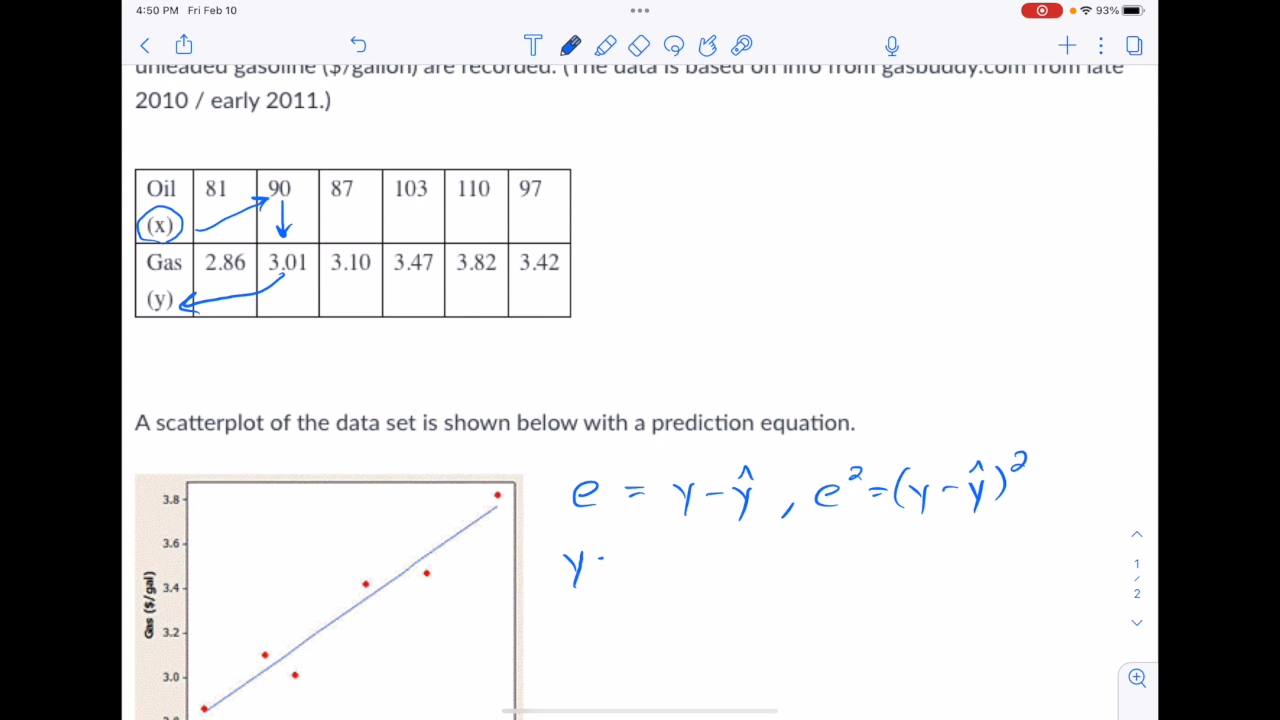 4:50 PM Fri Feb 10
93%
unleaded gasoline ($/gallon) are recorded. (The data is based on info from gasbuddy.com from late
2010 / early 2011.)
Oil (x) 81 90 87 103 110 97
Gas (y) 2.86 3.01 3.10 3.47 3.82 3.42
A scatterplot of the data set is shown below with a prediction equation.
e = y - ŷ , e² = (y - ŷ)²
y
Gas ($/gal)
3.8
3.6
3.4
3.2
3.0
1
/
2